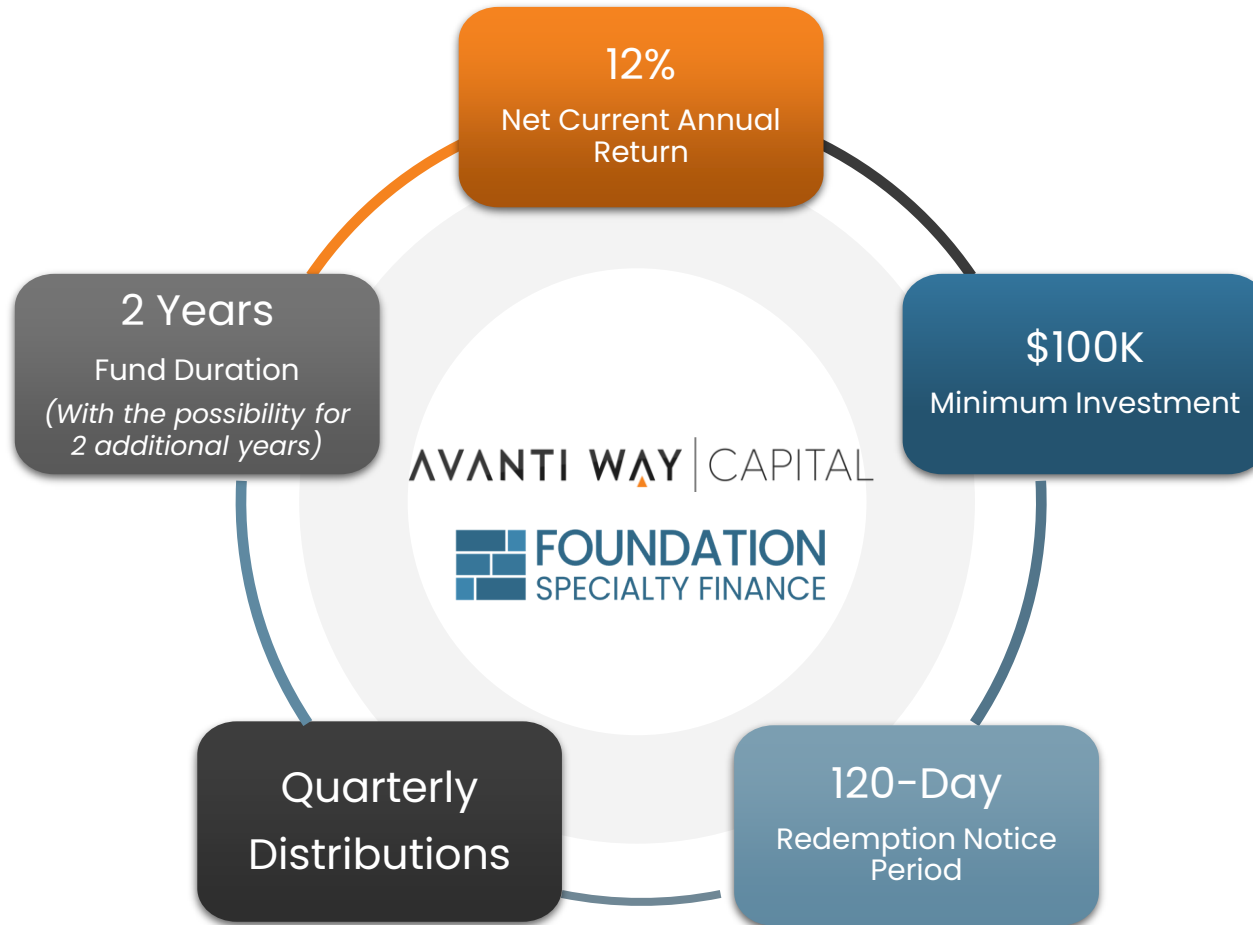 12%
Net Current Annual
Return
2 Years
Fund Duration
(With the possibility for
2 additional years)
$100K
Minimum Investment
AVANTI WAY | CAPITAL
FOUNDATION
SPECIALTY FINANCE
Quarterly
Distributions
120-Day
Redemption Notice
Period